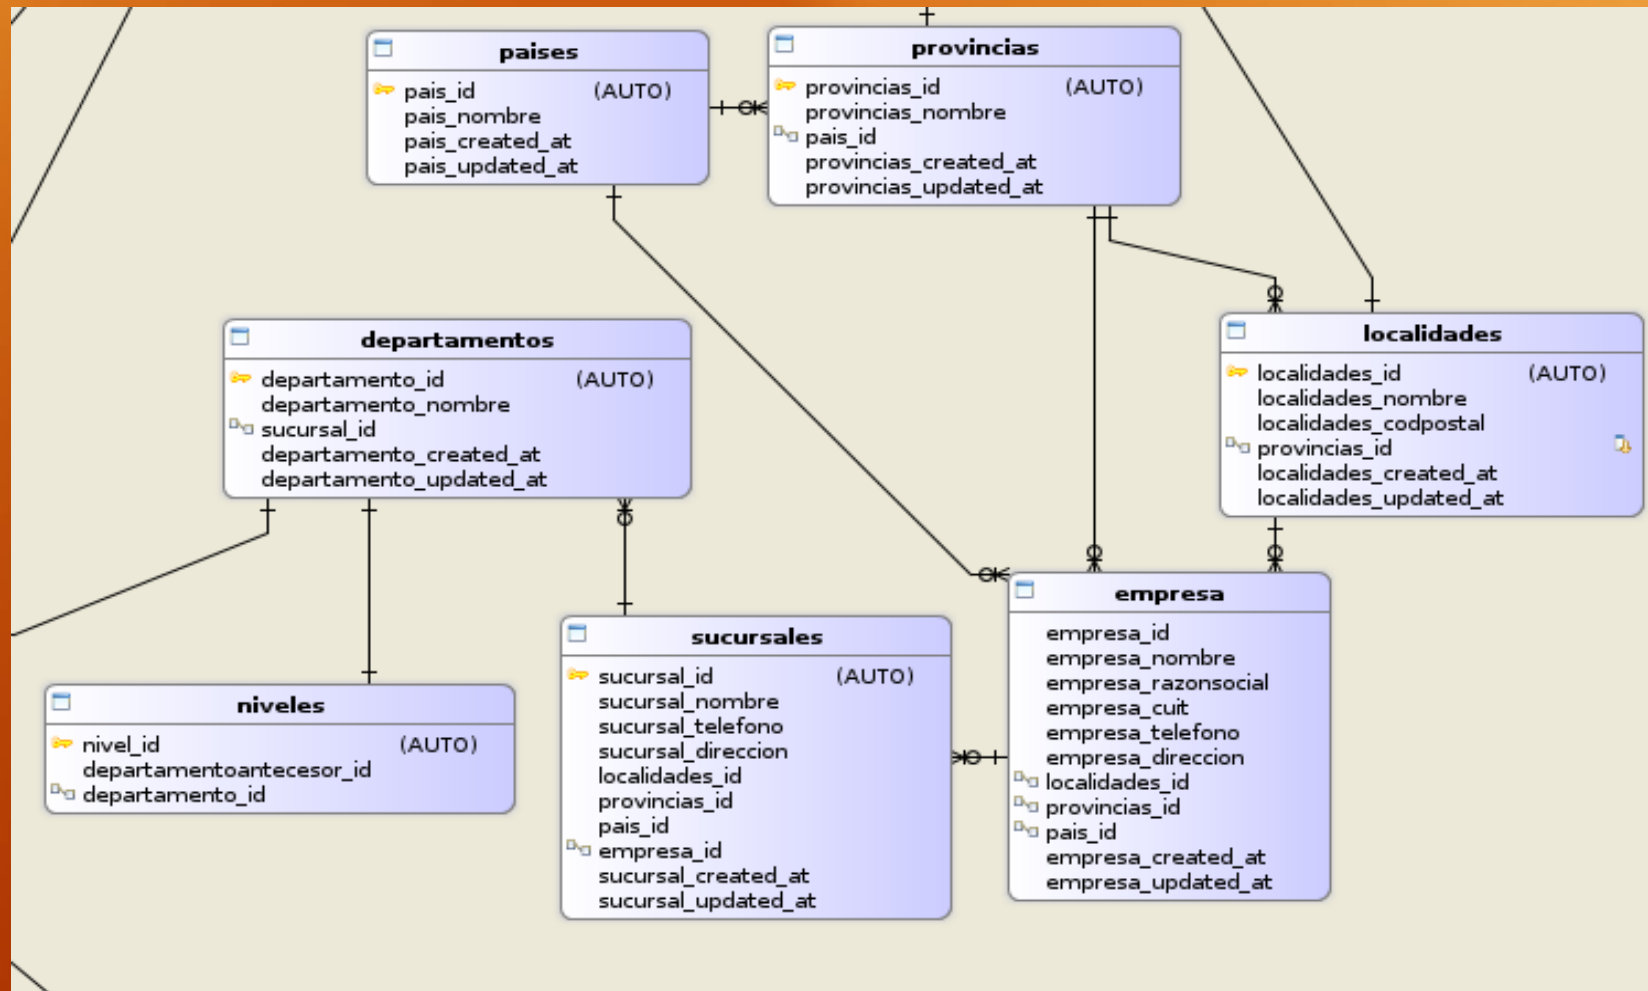 paises
pais_id (AUTO)
pais_nombre
pais_created_at
pais_updated_at
provincias
provincias_id (AUTO)
provincias_nombre
pais_id
provincias_created_at
provincias_updated_at
departamentos
departamento_id (AUTO)
departamento_nombre
sucursal_id
departamento_created_at
departamento_updated_at
localidades
localidades_id (AUTO)
localidades_nombre
localidades_codpostal
provincias_id
localidades_created_at
localidades_updated_at
niveles
nivel_id (AUTO)
departamentoantecesor_id
departamento_id
sucursales
sucursal_id (AUTO)
sucursal_nombre
sucursal_telefono
sucursal_direccion
localidades_id
provincias_id
pais_id
empresa_id
sucursal_created_at
sucursal_updated_at
empresa
empresa_id
empresa_nombre
empresa_razonsocial
empresa_cuit
empresa_telefono
empresa_direccion
localidades_id
provincias_id
pais_id
empresa_created_at
empresa_updated_at